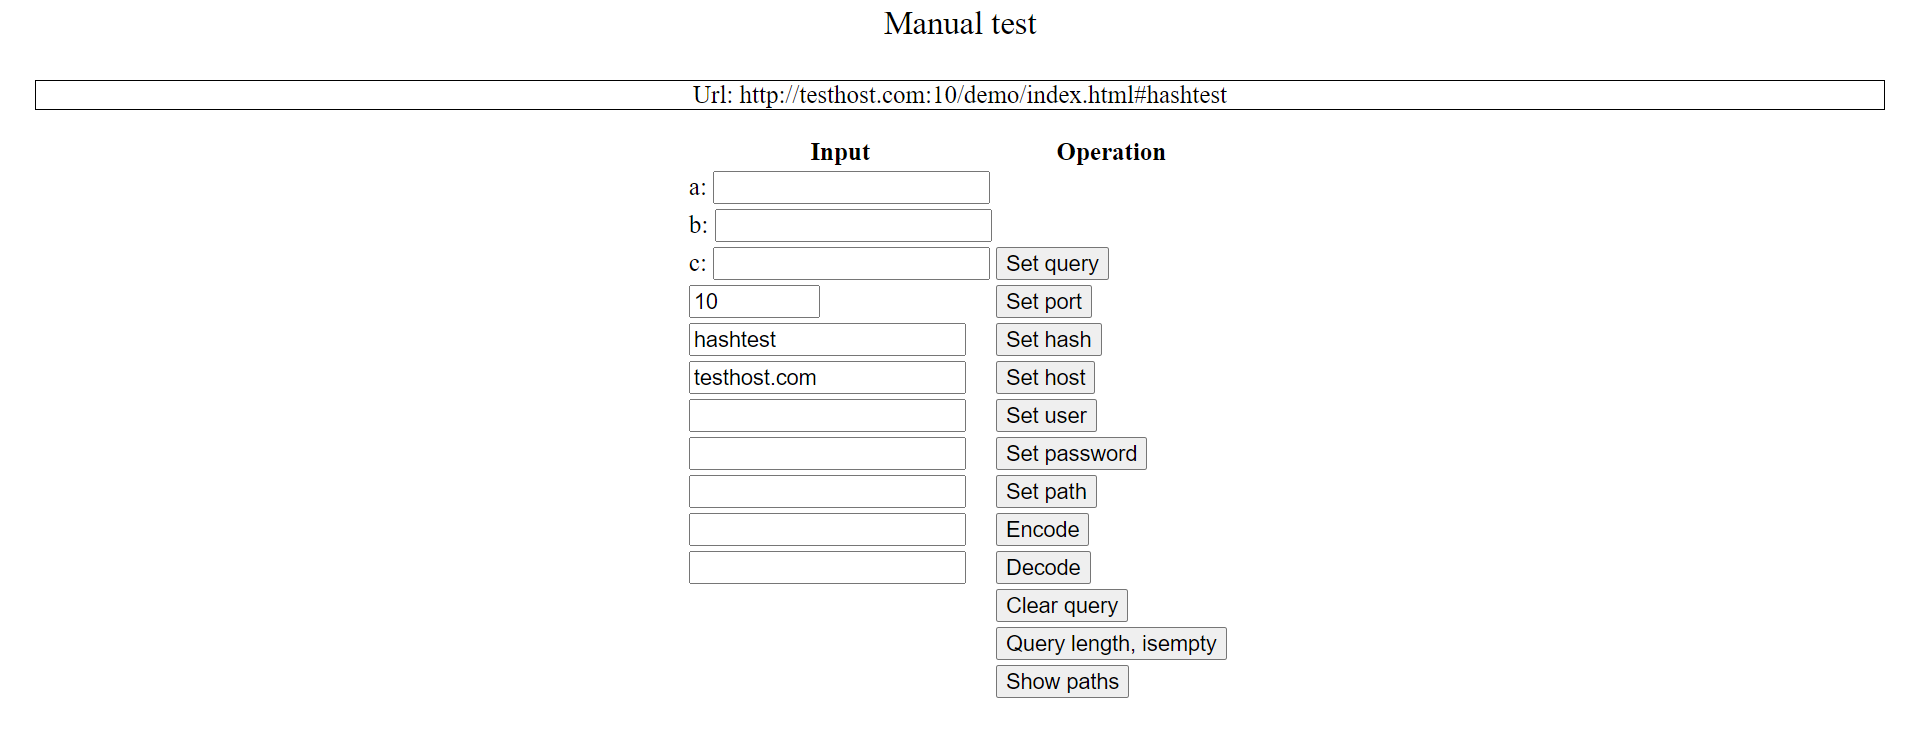 Manual test
Url: http://testhost.com:10/demo/index.html#hashtest
Input Operation
a:
b:
c: Set query
10 Set port
hashtest Set hash
testhost.com Set host
Set user
Set password
Set path
Encode
Decode
Clear query
Query length, isempty
Show paths